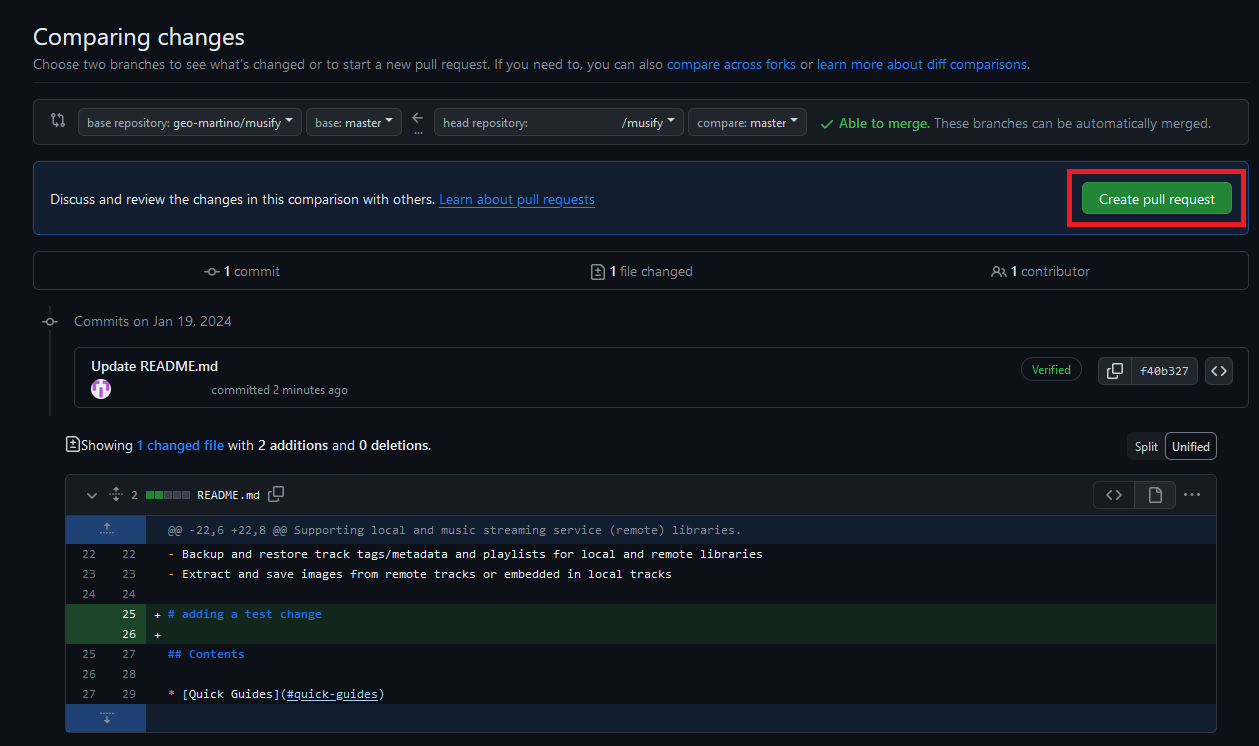 Comparing changes
Choose two branches to see what's changed or to start a new pull request. If you need to, you can also compare across forks or learn more about diff comparisons.
base repository: geo-martino/musify base: master ... head repository: /musify compare: master Able to merge. These branches can be automatically merged.
Discuss and review the changes in this comparison with others. Learn about pull requests Create pull request
1 commit 1 file changed 1 contributor
Commits on Jan 19, 2024
Update README.md
committed 2 minutes ago Verified f40b327 <>
Showing 1 changed file with 2 additions and 0 deletions. Split Unified
2 README.md <> ...
@@ -22,6 +22,8 @@ Supporting local and music streaming service (remote) libraries.
22 22 - Backup and restore track tags/metadata and playlists for local and remote libraries
23 23 - Extract and save images from remote tracks or embedded in local tracks
24 24
25 + # adding a test change
26 +
25 27 ## Contents
26 28
27 29 * [Quick Guides](#quick-guides)